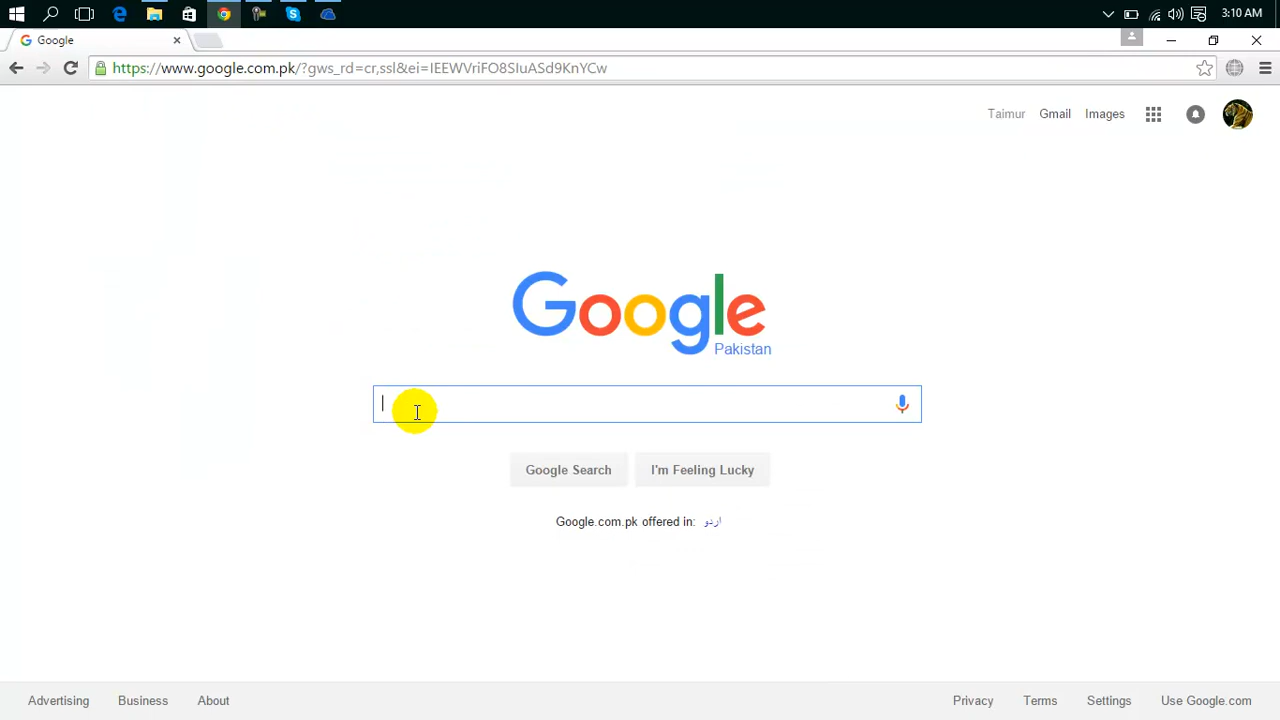 3:10 AM
Google
https://www.google.com.pk/?gws_rd=cr,ssl&ei=IEEWVriFO8SIuASd9KnYCw
Taimur Gmail Images
Google
Pakistan
Google Search I'm Feeling Lucky
Google.com.pk offered in: اردو
Advertising Business About Privacy Terms Settings Use Google.com